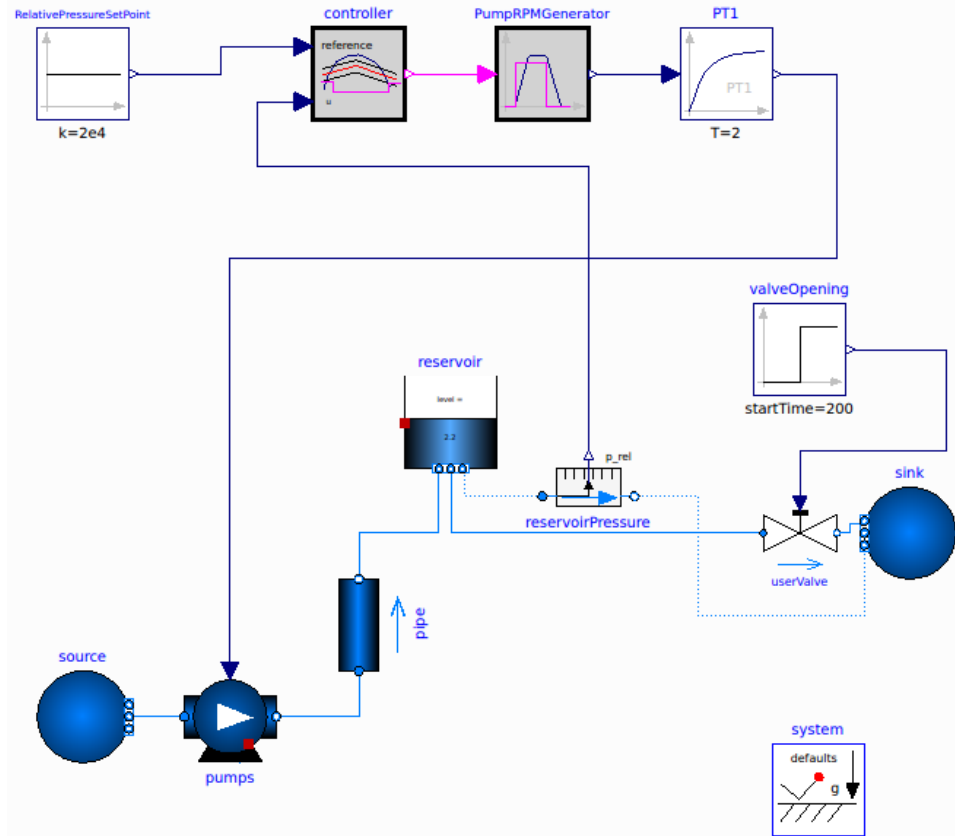 RelativePressureSetPoint
controller
PumpRPMGenerator
PT1
reference
u
PT1
k=2e4
T=2
valveOpening
startTime=200
reservoir
level =
2.2
p_rel
reservoirPressure
sink
userValve
pipe
source
pumps
system
defaults
g